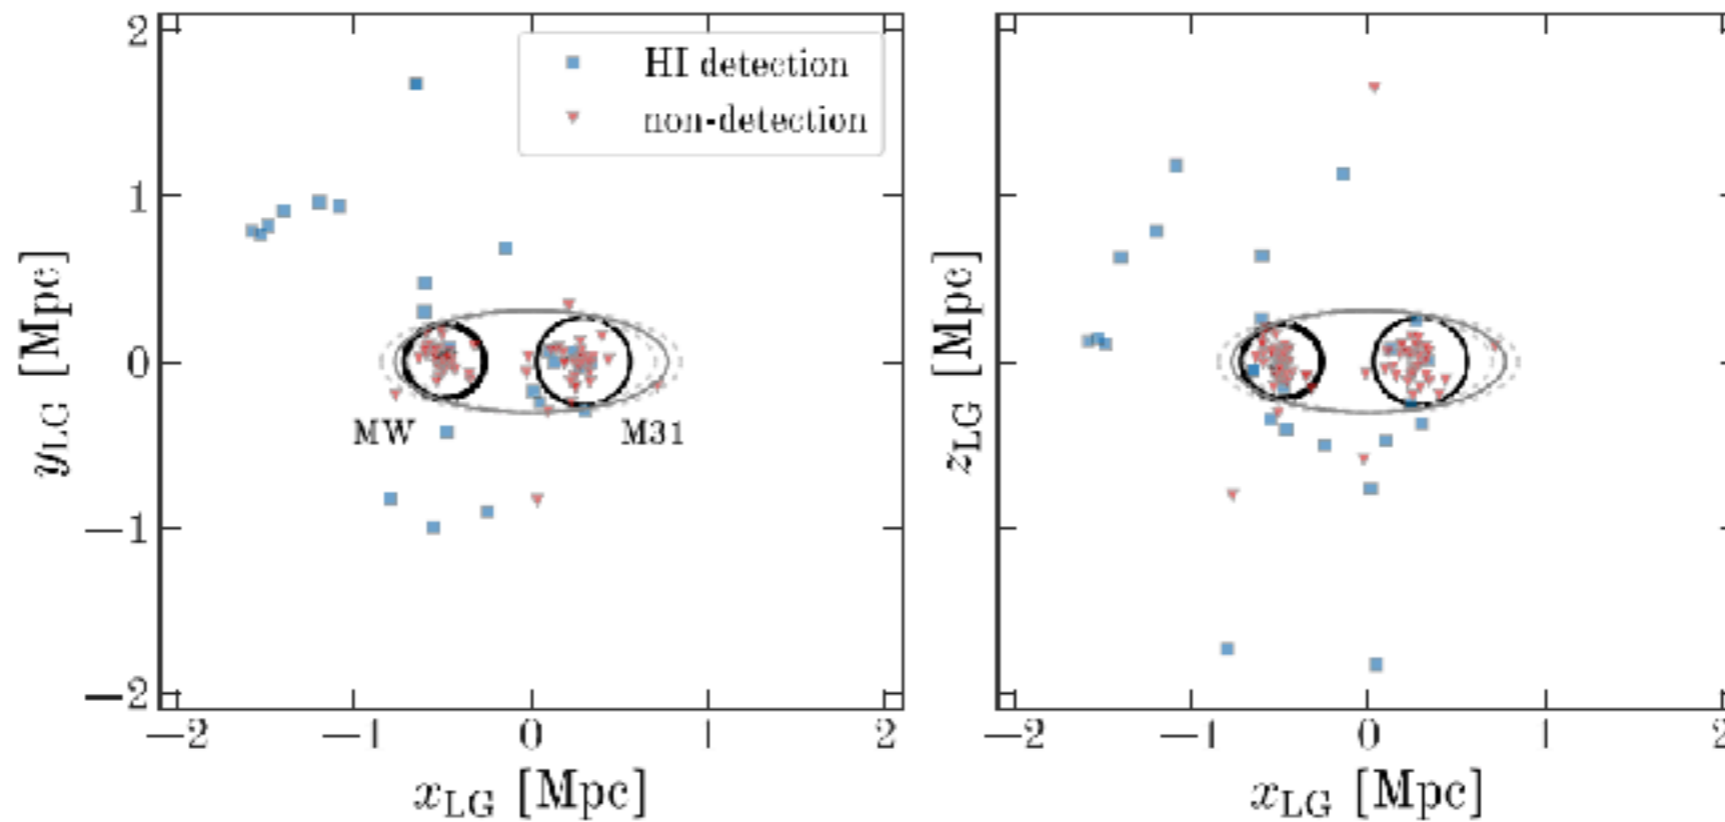 2
1
0
−1
−2
y_LG [Mpc]
HI detection
non-detection
MW
M31
−2 −1 0 1 2
x_LG [Mpc]
z_LG [Mpc]
−2 −1 0 1 2
x_LG [Mpc]